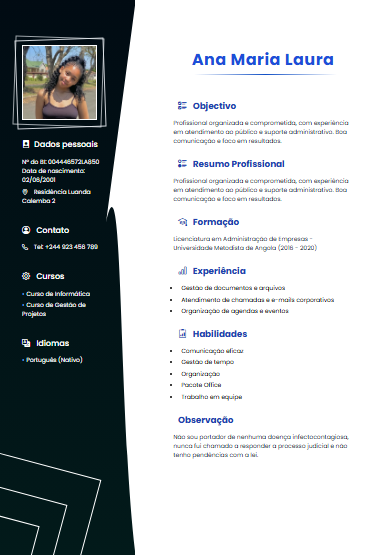 Dados pessoais
Nº do BI: 004446572LA850
Data de nascimento:
02/06/2001
Residência Luanda
Calemba 2
Contato
Tel: +244 923 456 789
Cursos
• Curso de Informática
• Curso de Gestão de
Projetos
Idiomas
• Português (Nativo)
Ana Maria Laura
Objectivo
Profissional organizada e comprometida, com experiência
em atendimento ao público e suporte administrativo. Boa
comunicação e foco em resultados.
Resumo Profissional
Profissional organizada e comprometida, com experiência
em atendimento ao público e suporte administrativo. Boa
comunicação e foco em resultados.
Formação
Licenciatura em Administração de Empresas -
Universidade Metodista de Angola (2016 - 2020)
Experiência
• Gestão de documentos e arquivos
• Atendimento de chamadas e e-mails corporativos
• Organização de agendas e eventos
Habilidades
• Comunicação eficaz
• Gestão de tempo
• Organização
• Pacote Office
• Trabalho em equipe
Observação
Não sou portador de nenhuma doença infectocontagiosa,
nunca fui chamado a responder a processo judicial e não
tenho pendências com a lei.